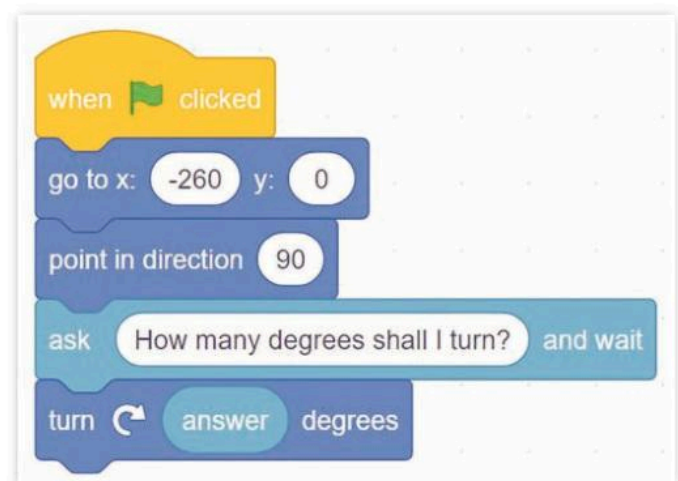 when clicked
go to x: -260 y: 0
point in direction 90
ask How many degrees shall I turn? and wait
turn answer degrees